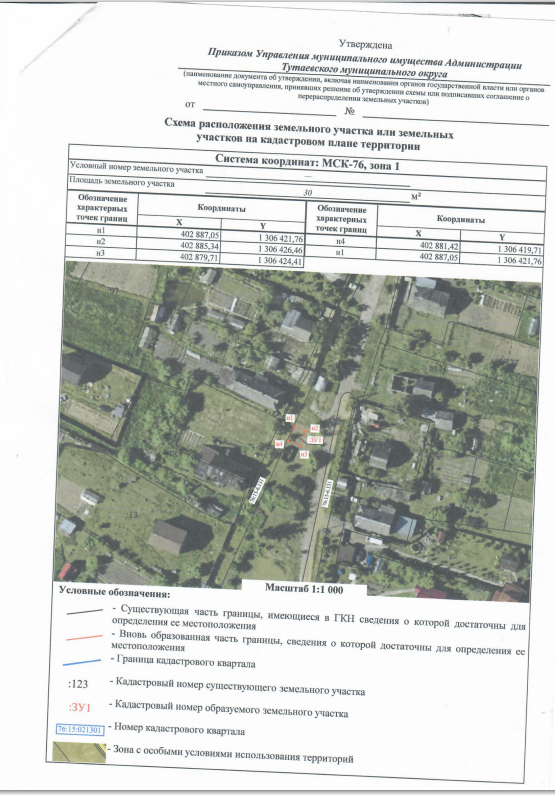 Утверждена
Приказом Управления муниципального имущества Администрации
Тутаевского муниципального округа
(наименование документа об утверждении, включая наименования органов государственной власти или органов
местного самоуправления, принявших решение об утверждении схемы или подписавших соглашение о
перераспределении земельных участков)
от № 
Схема расположения земельного участка или земельных
участков на кадастровом плане территории
Система координат: МСК-76, зона 1
Условный номер земельного участка —
Площадь земельного участка 30 м²
Обозначение характерных точек границ Координаты Обозначение характерных точек границ Координаты
X Y X Y
н1 402 887,05 1 306 421,76 н4 402 881,42 1 306 419,71
н2 402 885,34 1 306 426,46 н1 402 887,05 1 306 421,76
н3 402 879,71 1 306 424,41
н1
н2
:ЗУ1
н4
н3
Масштаб 1:1 000
Условные обозначения:
- Существующая часть границы, имеющиеся в ГКН сведения о которой достаточны для
определения ее местоположения
- Вновь образованная часть границы, сведения о которой достаточны для определения ее
местоположения
- Граница кадастрового квартала
:123 - Кадастровый номер существующего земельного участка
:ЗУ1 - Кадастровый номер образуемого земельного участка
76:15:021301 - Номер кадастрового квартала
- Зона с особыми условиями использования территорий